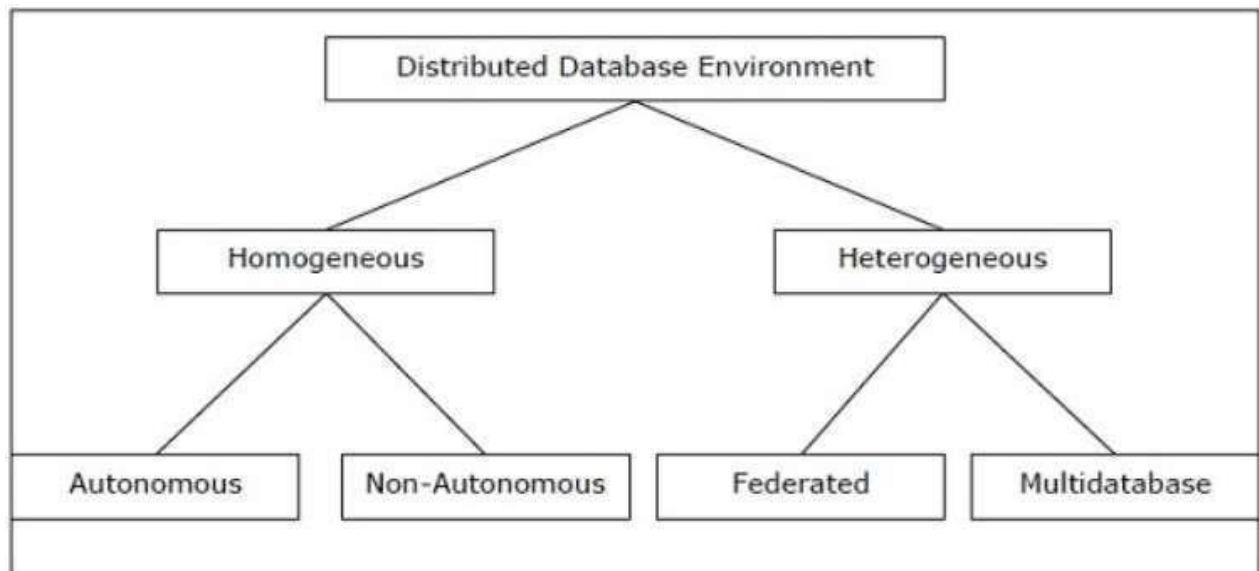 Distributed Database Environment
Homogeneous
Heterogeneous
Autonomous
Non-Autonomous
Federated
Multidatabase